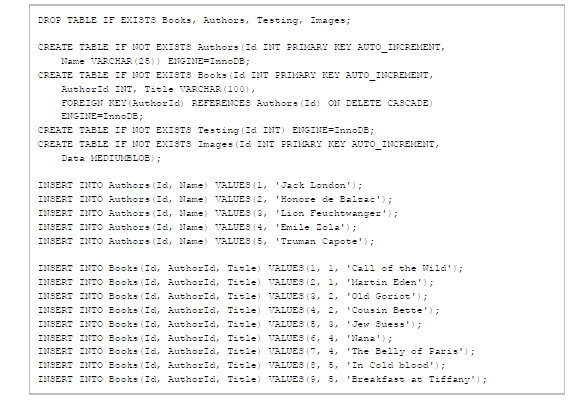 DROP TABLE IF EXISTS Books, Authors, Testing, Images;
CREATE TABLE IF NOT EXISTS Authors(Id INT PRIMARY KEY AUTO_INCREMENT,
Name VARCHAR(25)) ENGINE=InnoDB;
CREATE TABLE IF NOT EXISTS Books(Id INT PRIMARY KEY AUTO_INCREMENT,
AuthorId INT, Title VARCHAR(100),
FOREIGN KEY(AuthorId) REFERENCES Authors(Id) ON DELETE CASCADE)
ENGINE=InnoDB;
CREATE TABLE IF NOT EXISTS Testing(Id INT) ENGINE=InnoDB;
CREATE TABLE IF NOT EXISTS Images(Id INT PRIMARY KEY AUTO_INCREMENT,
Data MEDIUMBLOB);
INSERT INTO Authors(Id, Name) VALUES(1, 'Jack London');
INSERT INTO Authors(Id, Name) VALUES(2, 'Honore de Balzac');
INSERT INTO Authors(Id, Name) VALUES(3, 'Lion Feuchtwanger');
INSERT INTO Authors(Id, Name) VALUES(4, 'Emile Zola');
INSERT INTO Authors(Id, Name) VALUES(5, 'Truman Capote');
INSERT INTO Books(Id, AuthorId, Title) VALUES(1, 1, 'Call of the Wild');
INSERT INTO Books(Id, AuthorId, Title) VALUES(2, 1, 'Martin Eden');
INSERT INTO Books(Id, AuthorId, Title) VALUES(3, 2, 'Old Goriot');
INSERT INTO Books(Id, AuthorId, Title) VALUES(4, 2, 'Cousin Bette');
INSERT INTO Books(Id, AuthorId, Title) VALUES(5, 3, 'Jew Suess');
INSERT INTO Books(Id, AuthorId, Title) VALUES(6, 4, 'Nana');
INSERT INTO Books(Id, AuthorId, Title) VALUES(7, 4, 'The Belly of Paris');
INSERT INTO Books(Id, AuthorId, Title) VALUES(8, 5, 'In Cold blood');
INSERT INTO Books(Id, AuthorId, Title) VALUES(9, 5, 'Breakfast at Tiffany');